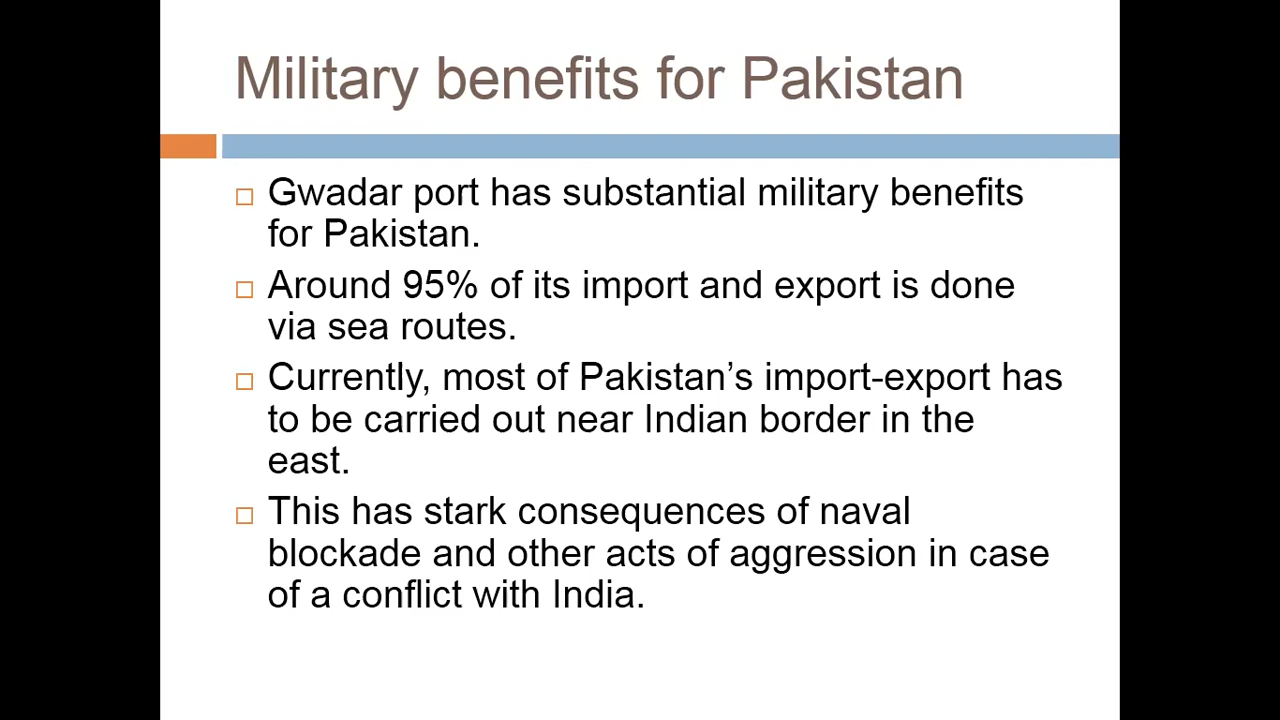 Military benefits for Pakistan
Gwadar port has substantial military benefits
for Pakistan.
Around 95% of its import and export is done
via sea routes.
Currently, most of Pakistan’s import-export has
to be carried out near Indian border in the
east.
This has stark consequences of naval
blockade and other acts of aggression in case
of a conflict with India.